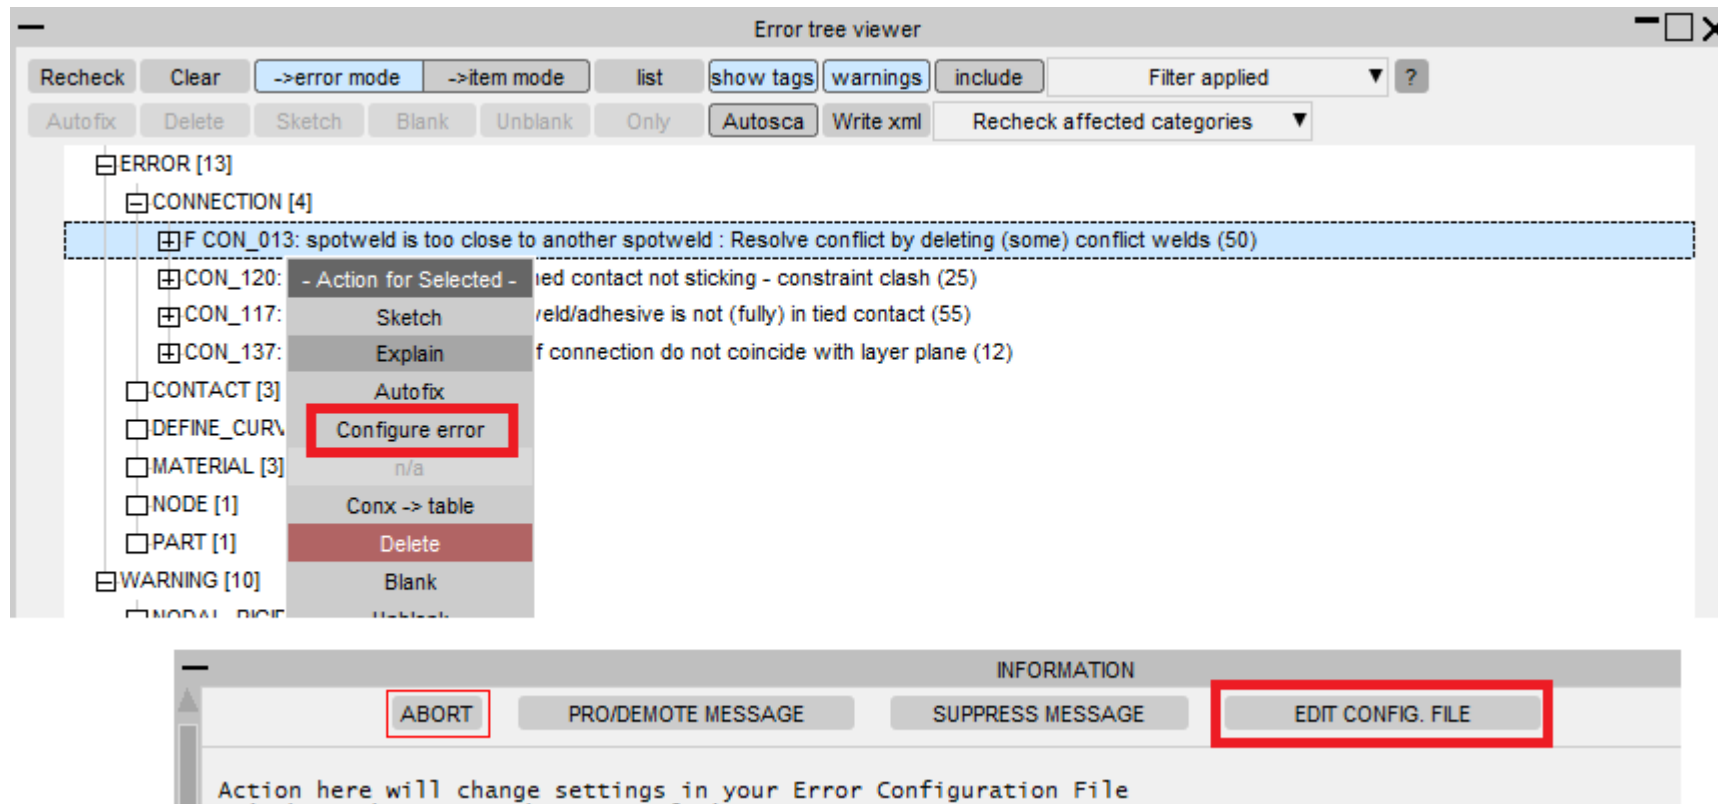 Error tree viewer
Recheck Clear ->error mode ->item mode list show tags warnings include Filter applied ?
Autofix Delete Sketch Blank Unblank Only Autosca Write xml Recheck affected categories
ERROR [13]
CONNECTION [4]
F CON_013: spotweld is too close to another spotweld : Resolve conflict by deleting (some) conflict welds (50)
CON_120: - Action for Selected - contact not sticking - constraint clash (25)
CON_117: Sketch weld/adhesive is not (fully) in tied contact (55)
CON_137: Explain f connection do not coincide with layer plane (12)
CONTACT [3] Autofix
Configure error
MATERIAL [3] n/a
NODE [1] Conx -> table
PART [1] Delete
WARNING [10] Blank
INFORMATION
ABORT PRO/DEMOTE MESSAGE SUPPRESS MESSAGE EDIT CONFIG. FILE
Action here will change settings in your Error Configuration File